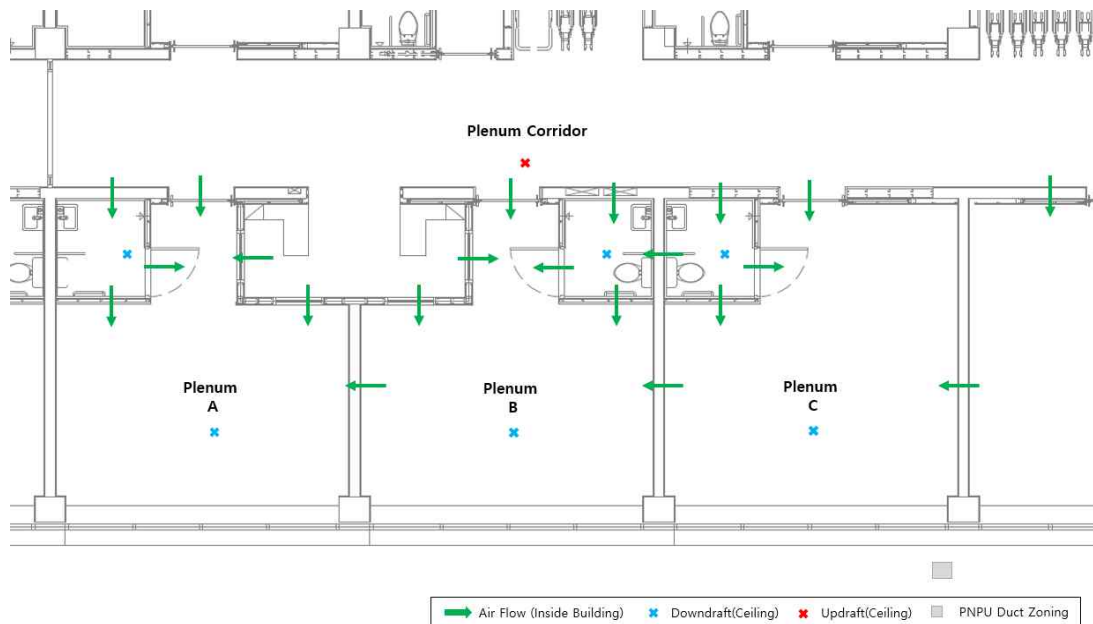 Plenum Corridor
Plenum
A
Plenum
B
Plenum
C
Air Flow (Inside Building)
Downdraft(Ceiling)
Updraft(Ceiling)
PNPU Duct Zoning